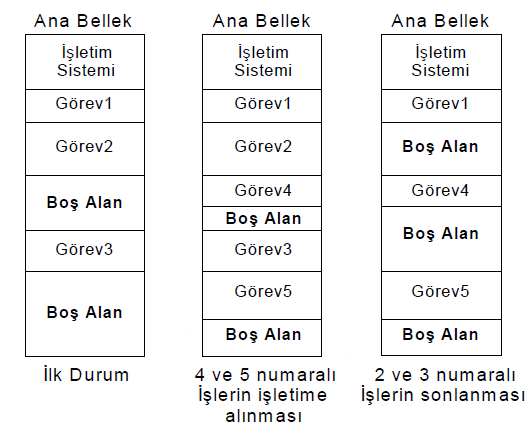 Ana Bellek
İşletim
Sistemi
Görev1
Görev2
Boş Alan
Görev3
Boş Alan
İlk Durum
Ana Bellek
İşletim
Sistemi
Görev1
Görev2
Görev4
Boş Alan
Görev3
Görev5
Boş Alan
4 ve 5 numaralı
İşlerin işletime
alınması
Ana Bellek
İşletim
Sistemi
Görev1
Boş Alan
Görev4
Boş Alan
Görev5
Boş Alan
2 ve 3 numaralı
İşlerin sonlanması